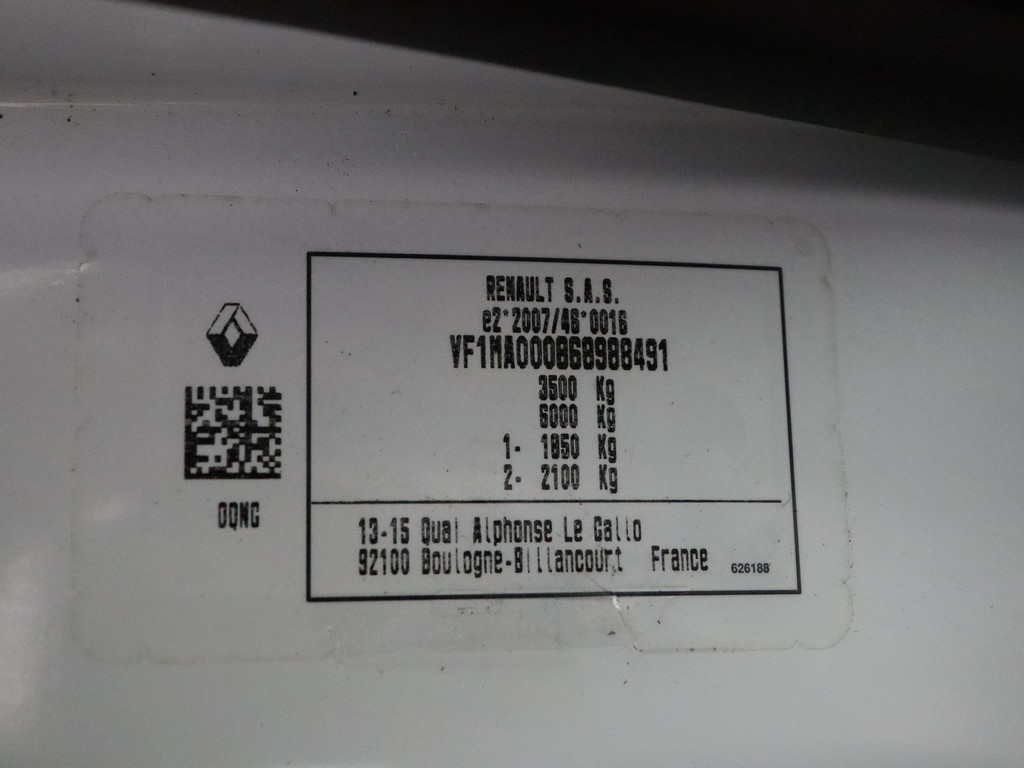 RENAULT S.A.S.
e2*2007/46*0016
VF1MA000868988491
3500 Kg
6000 Kg
1- 1850 Kg
2- 2100 Kg
0QNG
13-15 Quai Alphonse Le Gallo
92100 Boulogne-Billancourt France
626188